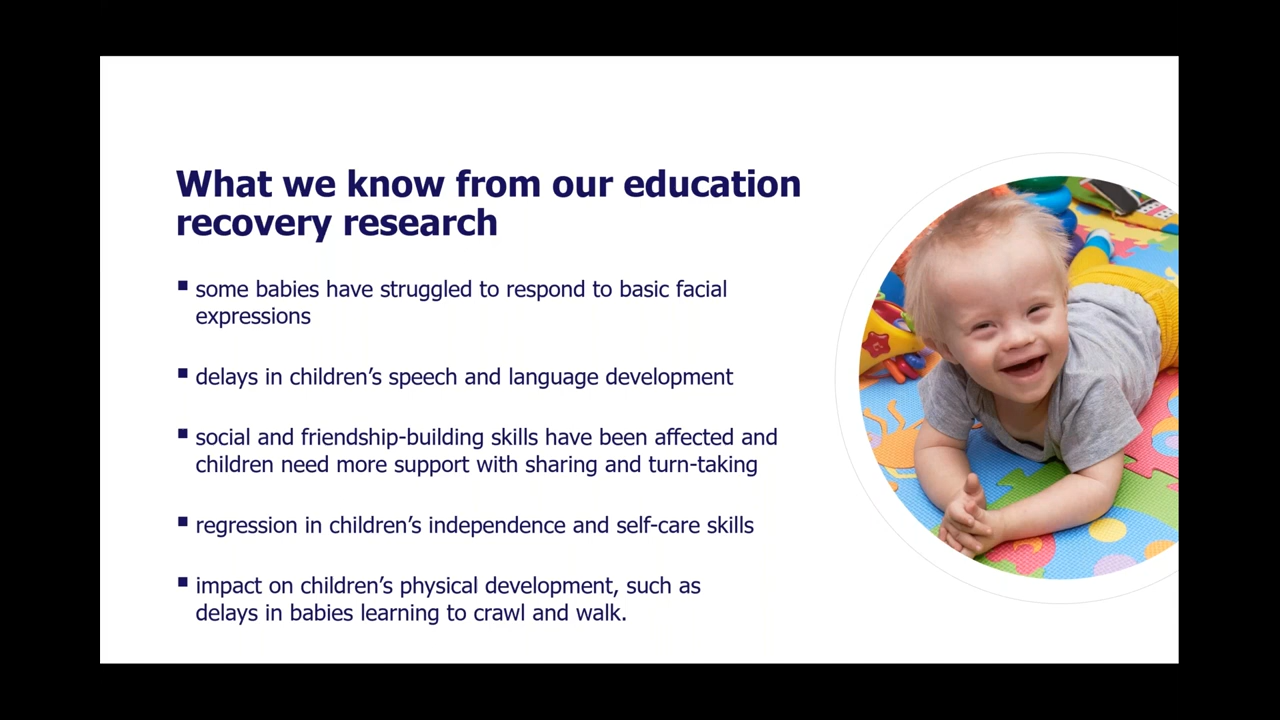 What we know from our education
recovery research
▪ some babies have struggled to respond to basic facial
expressions
▪ delays in children’s speech and language development
▪ social and friendship-building skills have been affected and
children need more support with sharing and turn-taking
▪ regression in children’s independence and self-care skills
▪ impact on children’s physical development, such as
delays in babies learning to crawl and walk.